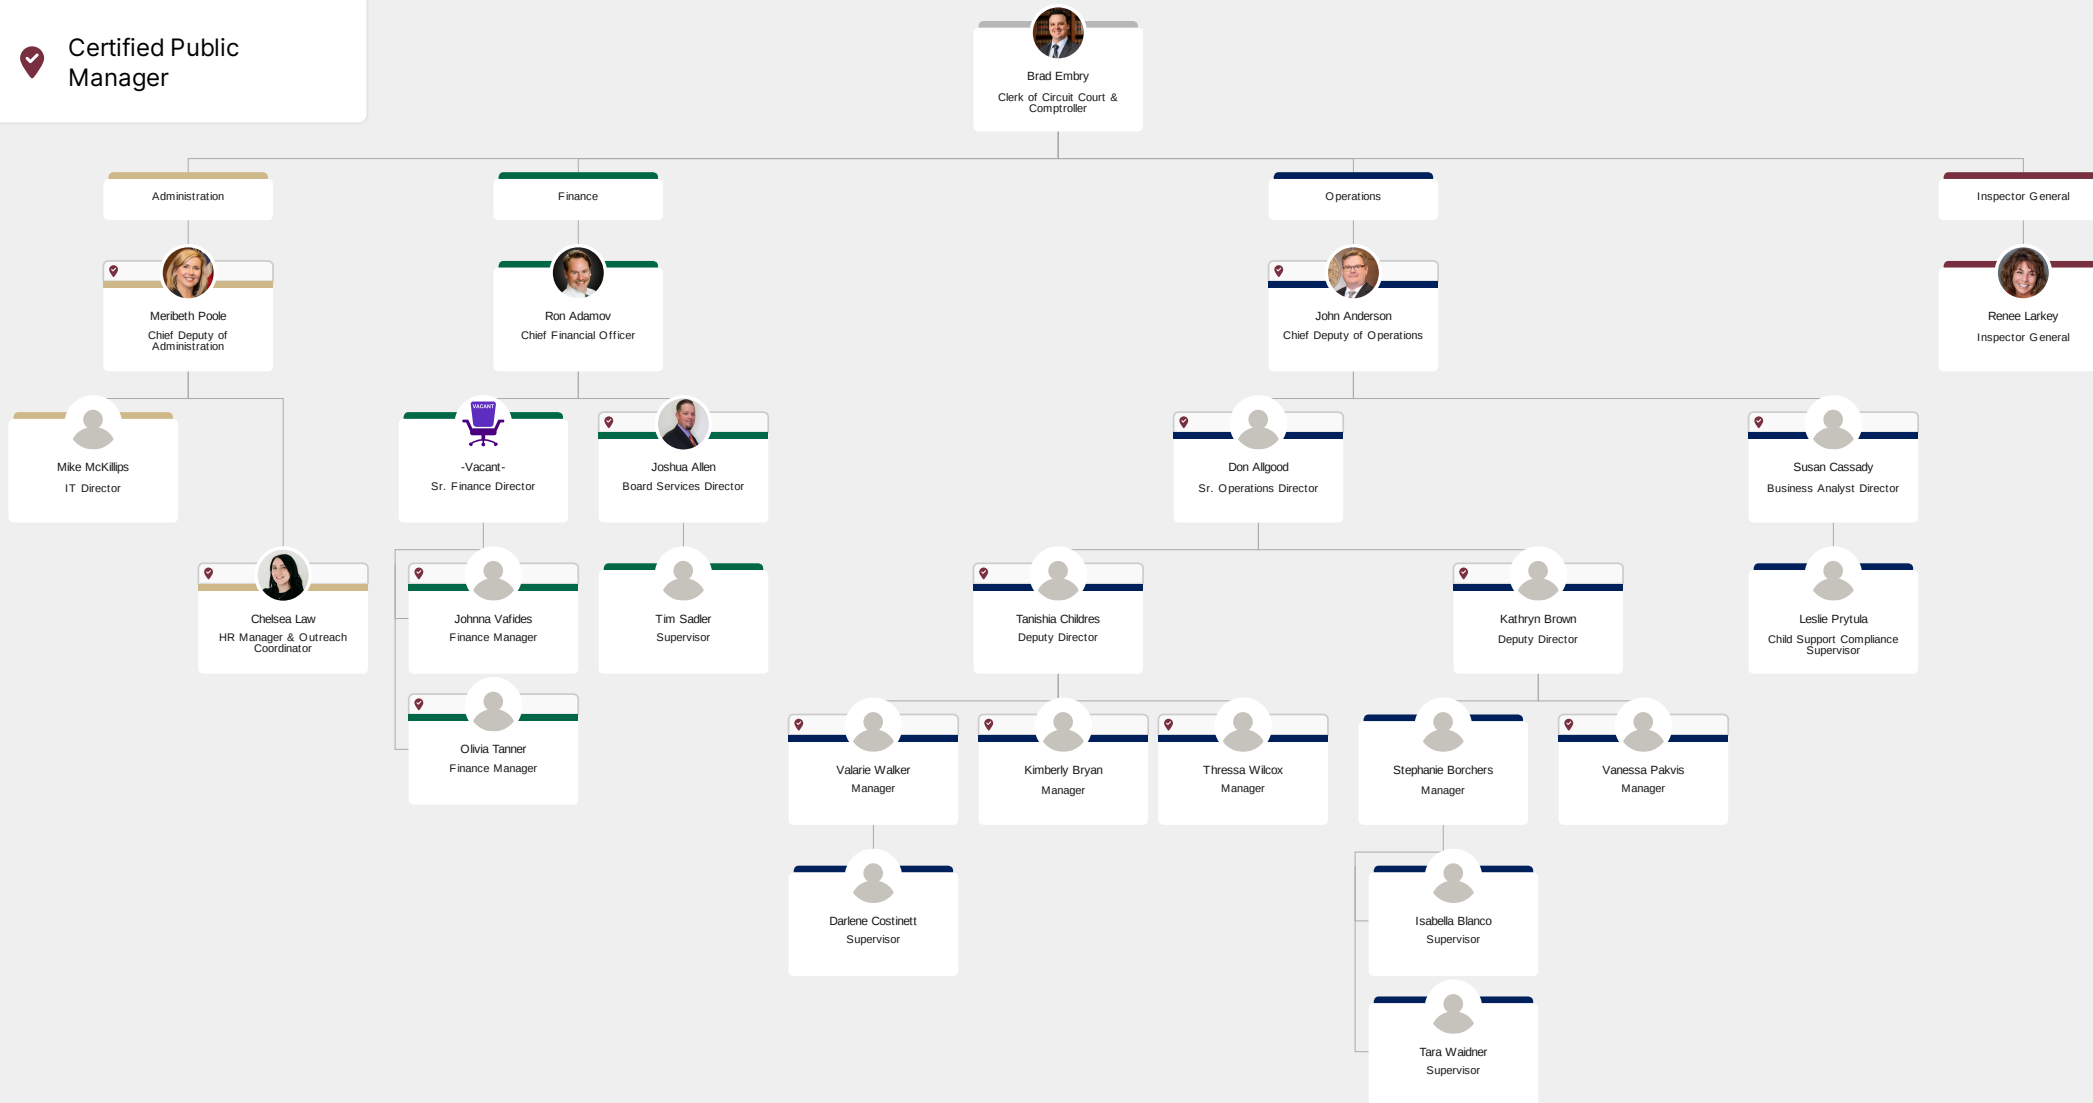 Certified Public
Manager
Brad Embry
Clerk of Circuit Court &
Comptroller
Administration
Finance
Operations
Inspector General
Meribeth Poole
Chief Deputy of
Administration
Ron Adamov
Chief Financial Officer
John Anderson
Chief Deputy of Operations
Renee Larkey
Inspector General
Mike McKillips
IT Director
VACANT
-Vacant-
Sr. Finance Director
Joshua Allen
Board Services Director
Don Allgood
Sr. Operations Director
Susan Cassady
Business Analyst Director
Chelsea Law
HR Manager & Outreach
Coordinator
Johnna Vafides
Finance Manager
Tim Sadler
Supervisor
Tanishia Childres
Deputy Director
Kathryn Brown
Deputy Director
Leslie Prytula
Child Support Compliance
Supervisor
Olivia Tanner
Finance Manager
Valarie Walker
Manager
Kimberly Bryan
Manager
Thressa Wilcox
Manager
Stephanie Borchers
Manager
Vanessa Pakvis
Manager
Darlene Costinett
Supervisor
Isabella Blanco
Supervisor
Tara Waidner
Supervisor